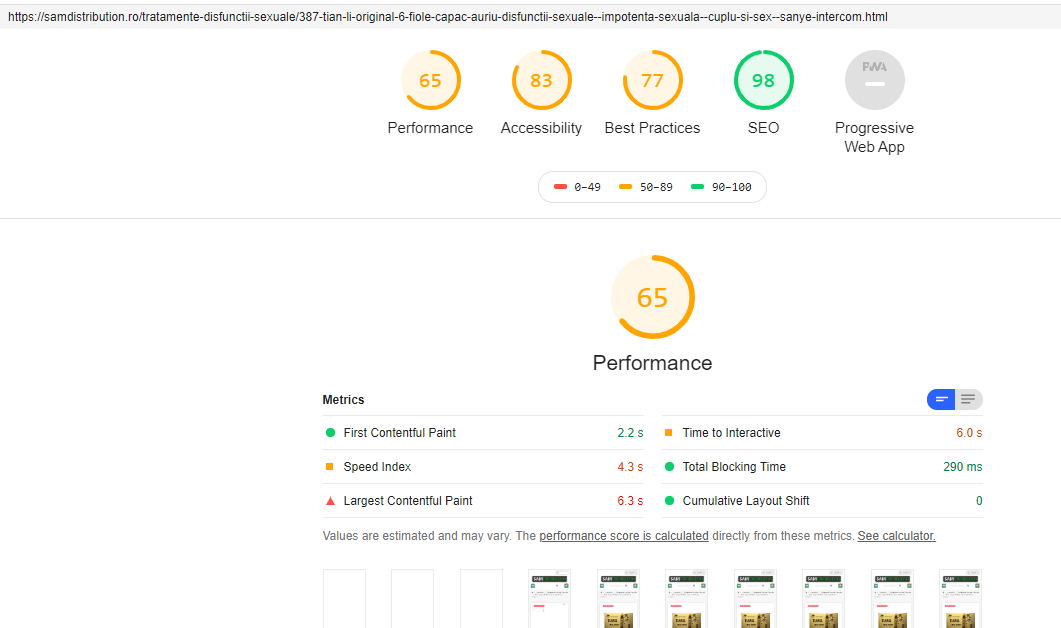 https://samdistribution.ro/tratamente-disfunctii-sexuale/387-tian-li-original-6-fiole-capac-auriu-disfunctii-sexuale--impotenta-sexuala--cuplu-si-sex--sanye-intercom.html
65 83 77 98 PWA
Performance Accessibility Best Practices SEO Progressive
Web App
0–49 50–89 90–100
65
Performance
Metrics
First Contentful Paint 2.2 s Time to Interactive 6.0 s
Speed Index 4.3 s Total Blocking Time 290 ms
Largest Contentful Paint 6.3 s Cumulative Layout Shift 0
Values are estimated and may vary. The performance score is calculated directly from these metrics. See calculator.